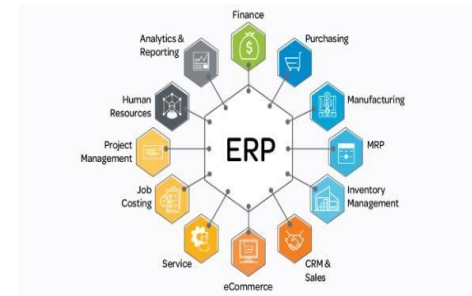 Finance
Purchasing
Manufacturing
MRP
Inventory
Management
CRM &
Sales
eCommerce
Service
Job
Costing
Project
Management
Human
Resources
Analytics &
Reporting
ERP
$